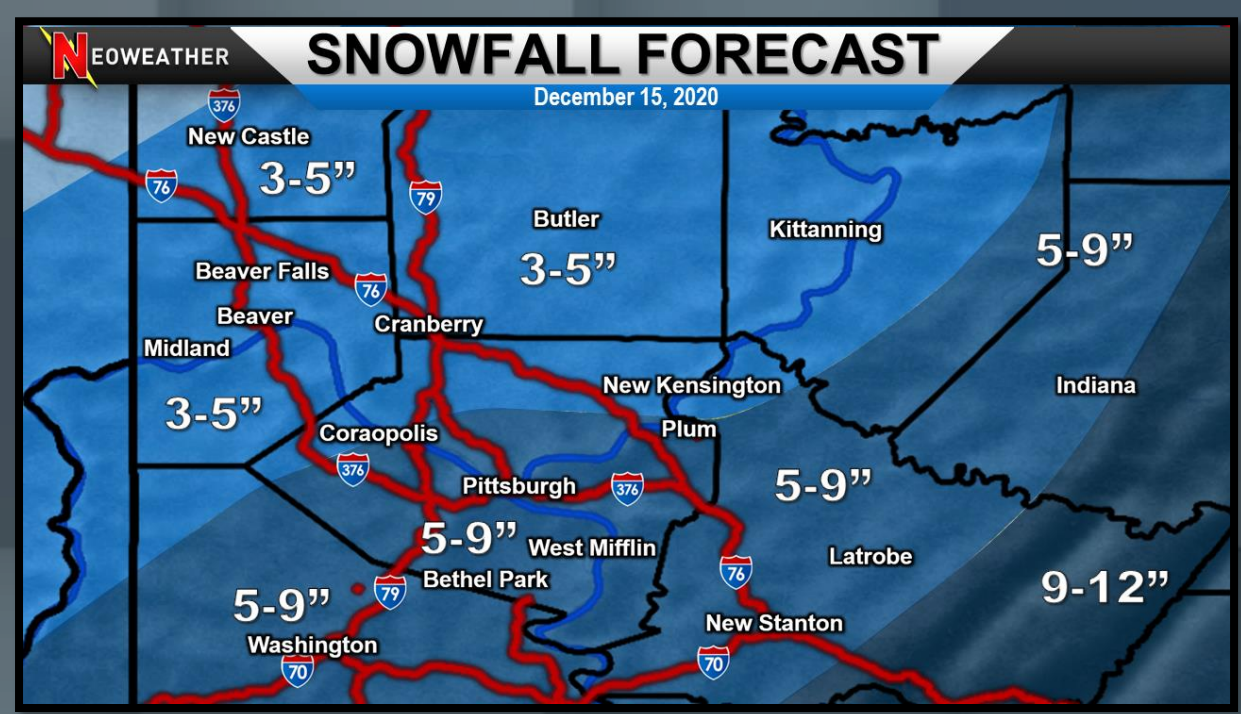 NEOWEATHER
SNOWFALL FORECAST
December 15, 2020
376
New Castle
3-5”
76
79
Butler
3-5”
Kittanning
5-9”
Beaver Falls
76
Beaver
Cranberry
Midland
3-5”
New Kensington
Indiana
Coraopolis
Plum
376
Pittsburgh
376
5-9”
5-9”
West Mifflin
Latrobe
Bethel Park
76
9-12”
79
5-9”
New Stanton
Washington
70
70